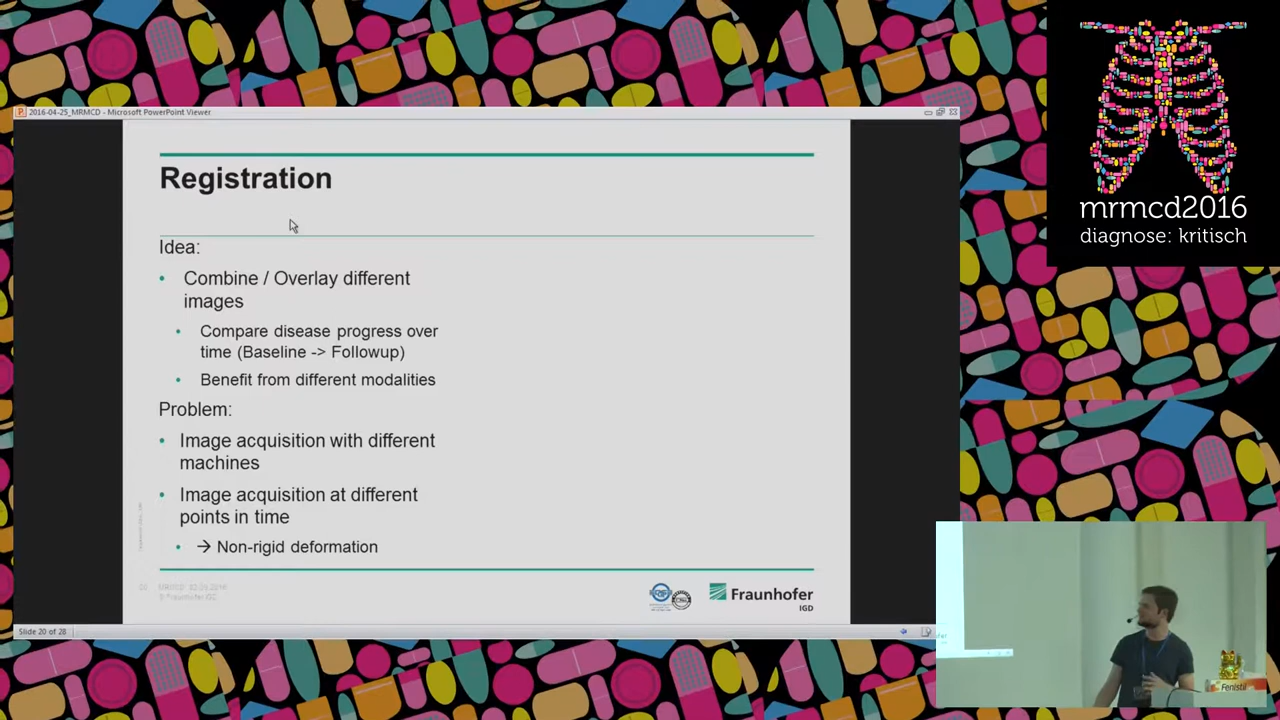 2016-04-25_MRMCD - Microsoft PowerPoint Viewer
Registration
Idea:
• Combine / Overlay different
images
• Compare disease progress over
time (Baseline -> Followup)
• Benefit from different modalities
Problem:
• Image acquisition with different
machines
• Image acquisition at different
points in time
• → Non-rigid deformation
Fraunhofer
IGD
Slide 20 of 28
mrmcd2016
diagnose: kritisch
Fenistil